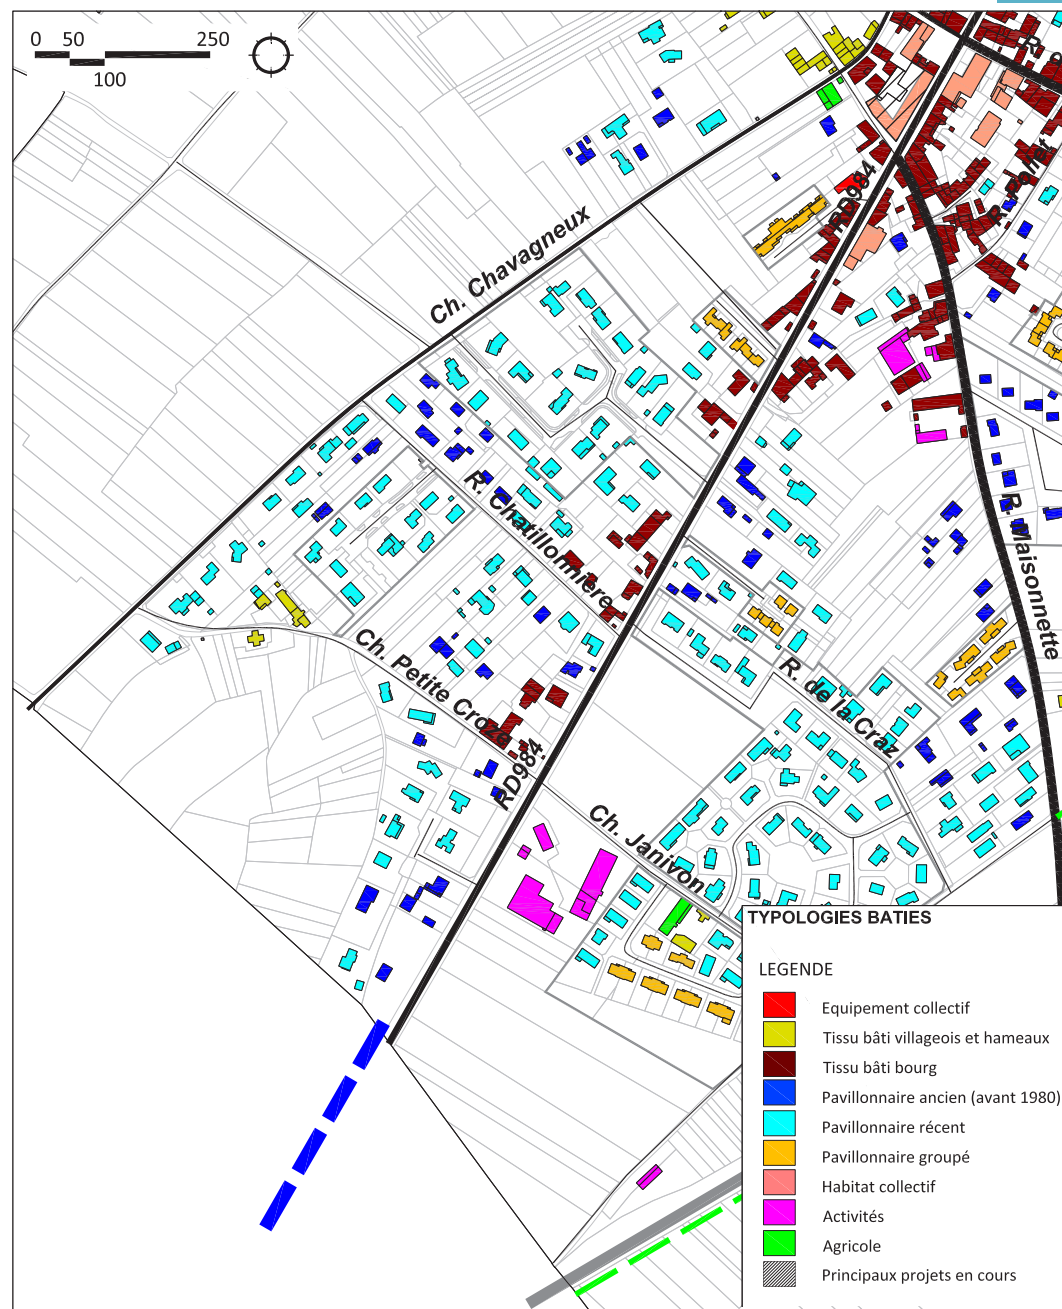 0 50 250
100
R.
Ch. Chavagneux
RD984
R.
R. Chatillonnière
R. Maisonnette
Ch. Petite Croze
R. de la Craz
RD984
Ch. Janivon
TYPOLOGIES BATIES
LEGENDE
Equipement collectif
Tissu bâti villageois et hameaux
Tissu bâti bourg
Pavillonnaire ancien (avant 1980)
Pavillonnaire récent
Pavillonnaire groupé
Habitat collectif
Activités
Agricole
Principaux projets en cours